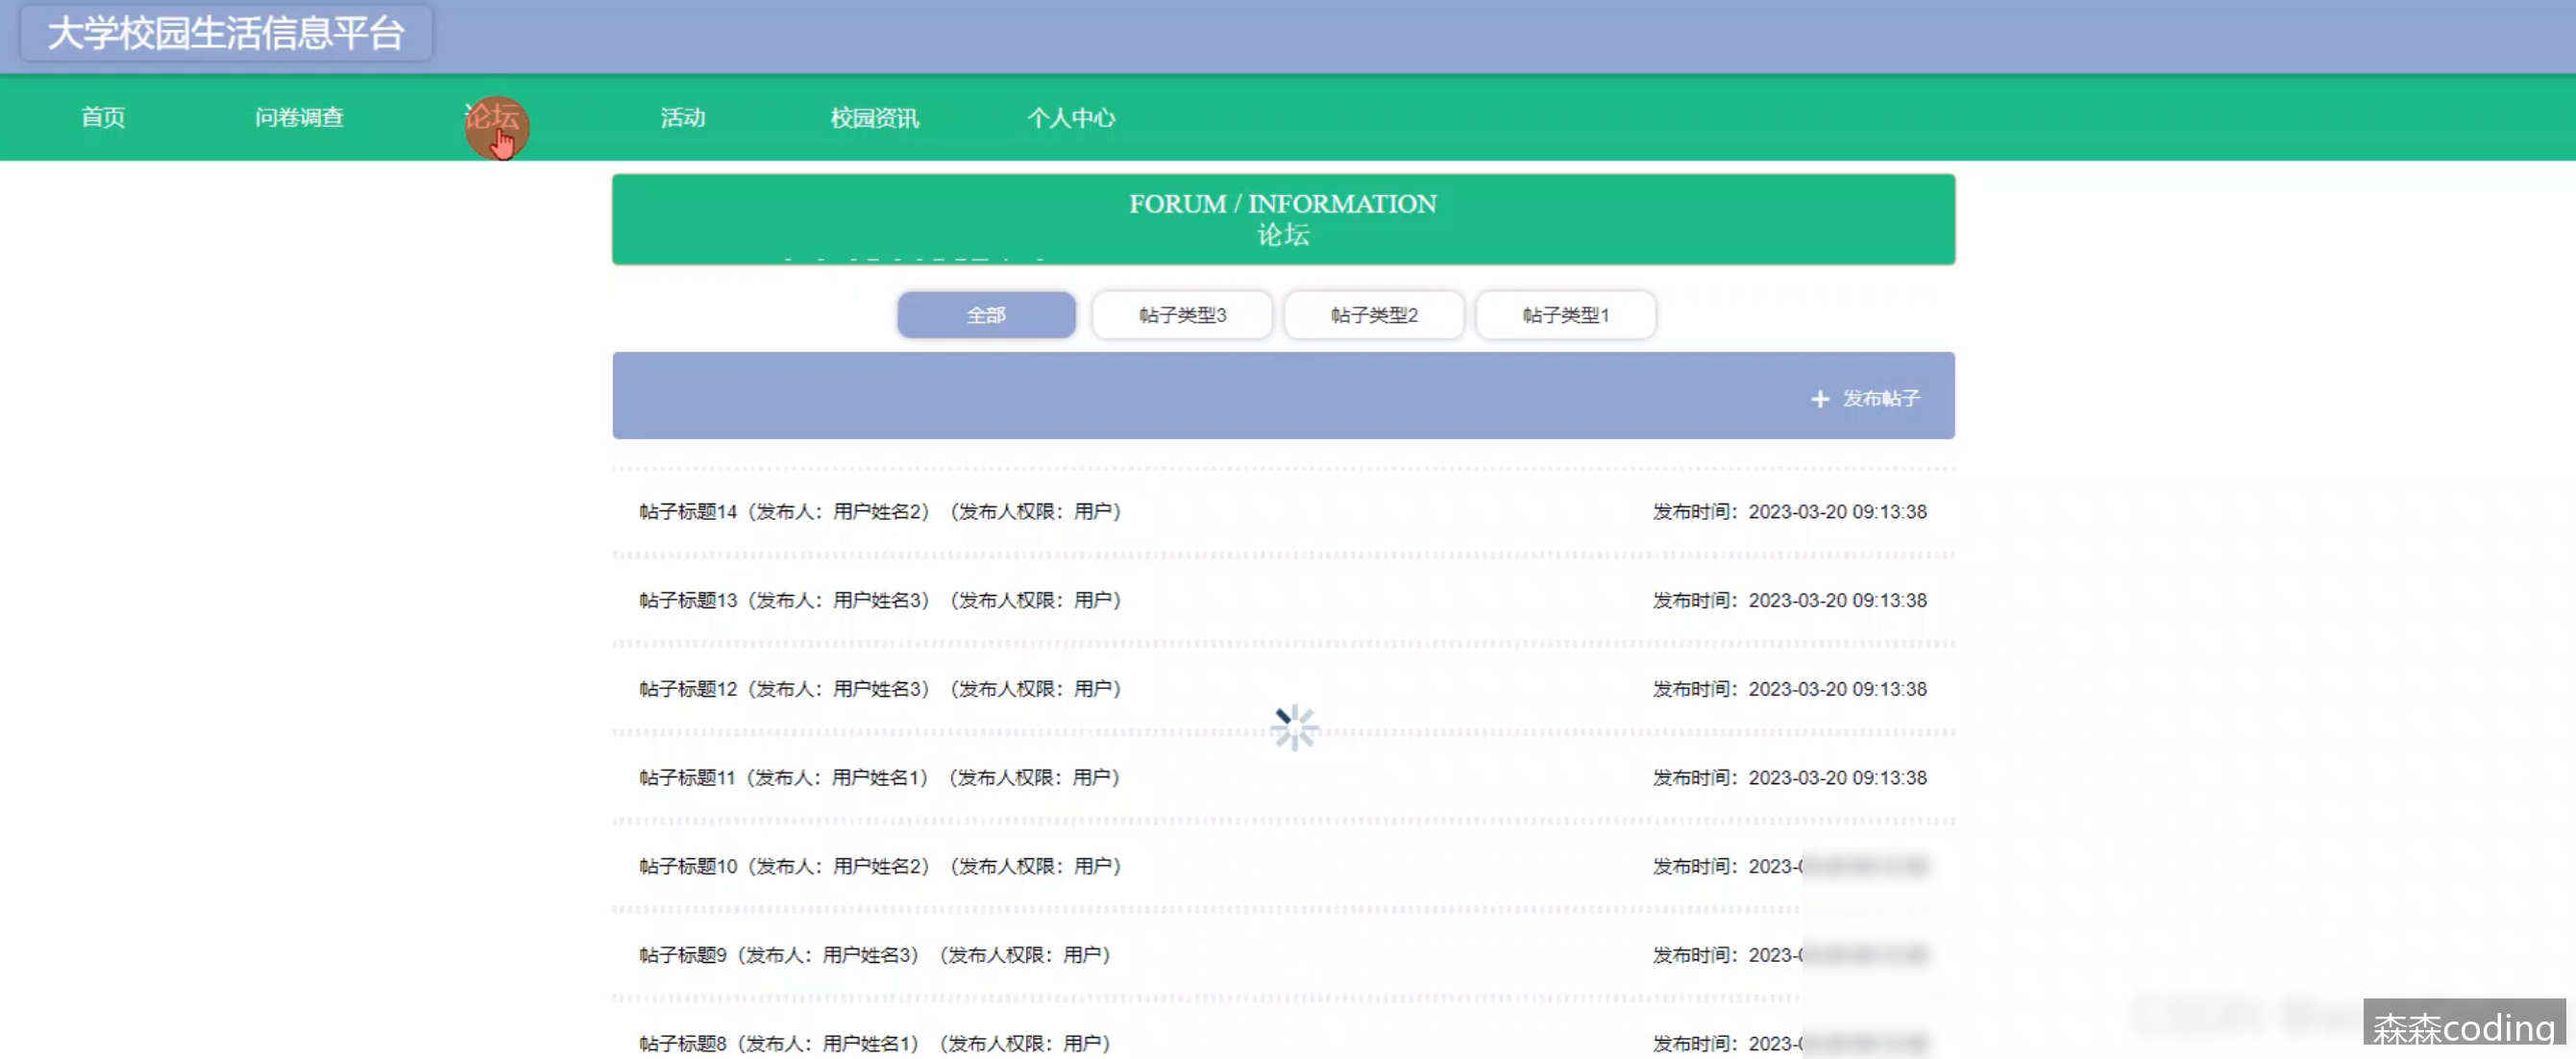 大学校园生活信息平台
首页 问卷调查 论坛 活动 校园资讯 个人中心
FORUM / INFORMATION
论坛
全部 帖子类型3 帖子类型2 帖子类型1
+ 发布帖子
帖子标题14（发布人：用户姓名2）（发布人权限：用户） 发布时间：2023-03-20 09:13:38
帖子标题13（发布人：用户姓名3）（发布人权限：用户） 发布时间：2023-03-20 09:13:38
帖子标题12（发布人：用户姓名3）（发布人权限：用户） 发布时间：2023-03-20 09:13:38
帖子标题11（发布人：用户姓名1）（发布人权限：用户） 发布时间：2023-03-20 09:13:38
帖子标题10（发布人：用户姓名2）（发布人权限：用户） 发布时间：2023-
帖子标题9（发布人：用户姓名3）（发布人权限：用户） 发布时间：2023-
帖子标题8（发布人：用户姓名1）（发布人权限：用户） 发布时间：2023-
森森coding